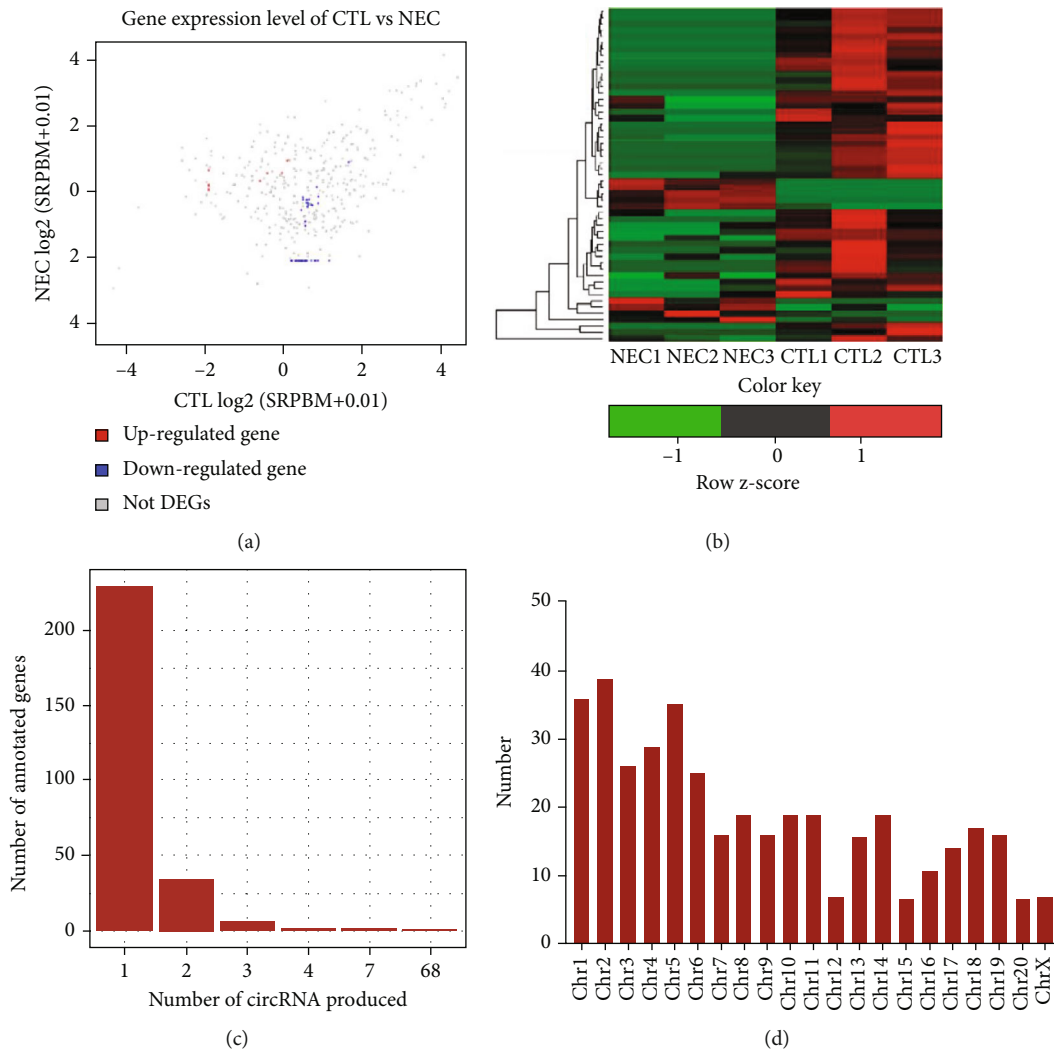 Gene expression level of CTL vs NEC
4
2
0
2
4
NEC log2 (SRPBM+0.01)
−4
−2
0
2
4
CTL log2 (SRPBM+0.01)
Up-regulated gene
Down-regulated gene
Not DEGs
(a)
NEC1 NEC2 NEC3 CTL1 CTL2 CTL3
Color key
−1 0 1
Row z-score
(b)
200
150
100
50
0
Number of annotated genes
1 2 3 4 7 68
Number of circRNA produced
(c)
50
40
30
20
10
0
Number
Chr1
Chr2
Chr3
Chr4
Chr5
Chr6
Chr7
Chr8
Chr9
Chr10
Chr11
Chr12
Chr13
Chr14
Chr15
Chr16
Chr17
Chr18
Chr19
Chr20
ChrX
(d)